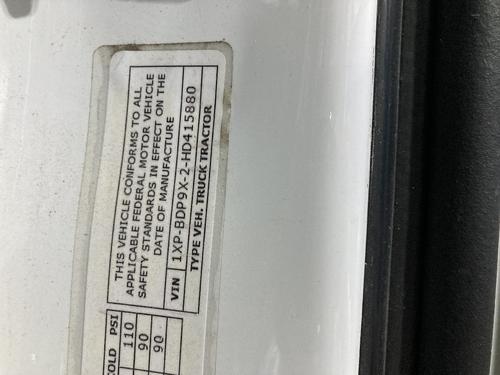 THIS VEHICLE CONFORMS TO ALL
APPLICABLE FEDERAL MOTOR VEHICLE
SAFETY STANDARDS IN EFFECT ON THE
DATE OF MANUFACTURE
VIN 1XP-BDP9X-2-HD415880
TYPE VEH. TRUCK TRACTOR
COLD PSI
110
90
90